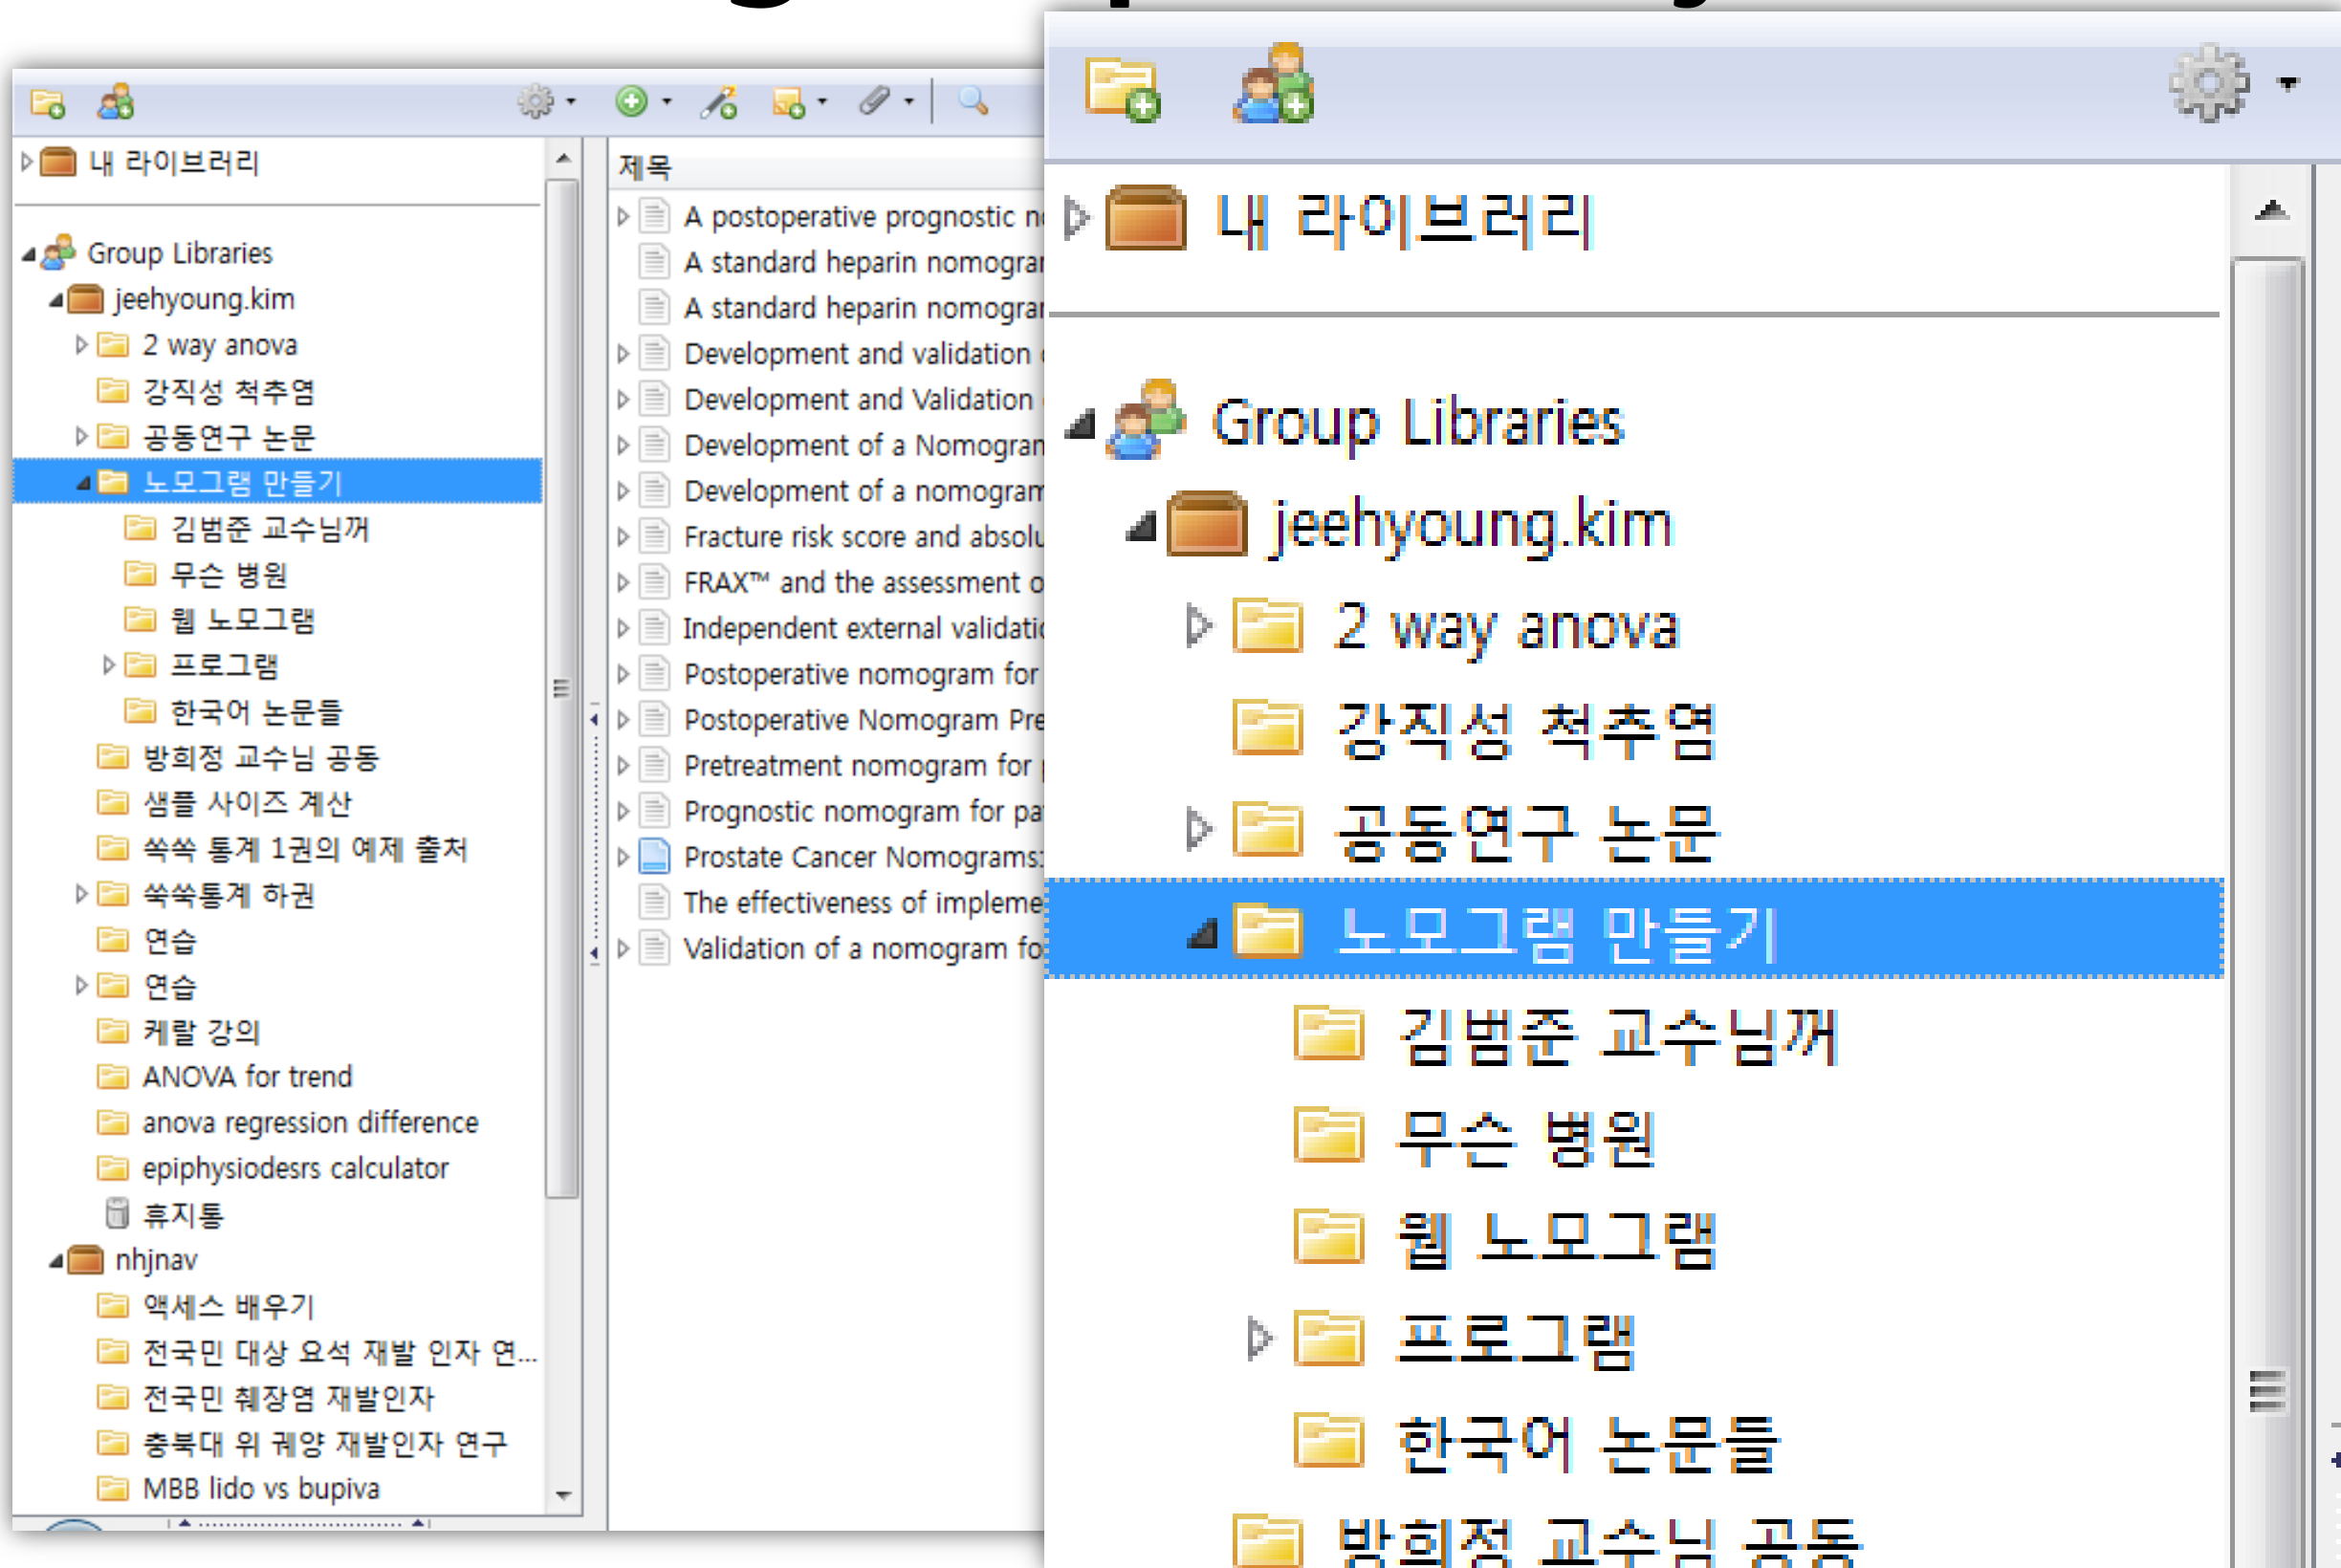 내 라이브러리
Group Libraries
jeehyoung.kim
2 way anova
강직성 척추염
공동연구 논문
노모그램 만들기
김범준 교수님꺼
무슨 병원
웹 노모그램
프로그램
한국어 논문들
방희정 교수님 공동
샘플 사이즈 계산
쏙쏙 통계 1권의 예제 출처
쑥쑥통계 하권
연습
연습
케랄 강의
ANOVA for trend
anova regression difference
epiphysiodesrs calculator
휴지통
nhjnav
액세스 배우기
전국민 대상 요석 재발 인자 연...
전국민 췌장염 재발인자
충북대 위 궤양 재발인자 연구
MBB lido vs bupiva
제목
A postoperative prognostic
A standard heparin
A standard heparin
Development and validation
Development and Validation
Development of a
Development of a nomogram
Fracture risk score and
FRAX™ and the assessment
Independent external
Postoperative nomogram for
Postoperative Nomogram
Pretreatment nomogram for
Prognostic nomogram for
Prostate Cancer Nomograms:
The effectiveness of
Validation of a nomogram
내 라이브러리
Group Libraries
jeehyoung.kim
2 way anova
강직성 척추염
공동연구 논문
노모그램 만들기
김범준 교수님꺼
무슨 병원
웹 노모그램
프로그램
한국어 논문들
방희정 교수님 공동